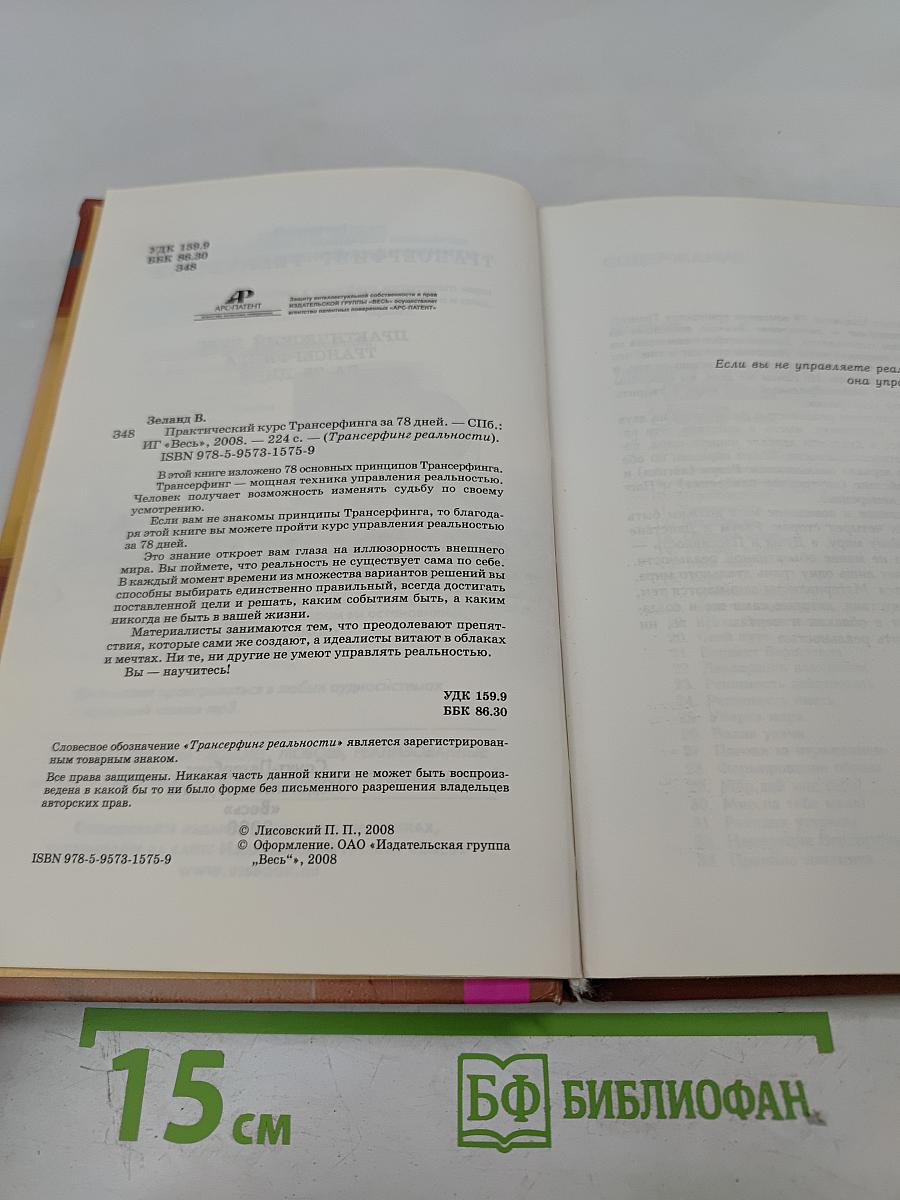 УДК 159.9
ББК 86.30
З48
АРС-ПАТЕНТ
Защиту интеллектуальной собственности и прав
ИЗДАТЕЛЬСКОЙ ГРУППЫ «ВЕСЬ» осуществляет
агентство патентных поверенных «АРС-ПАТЕНТ»
Зеланд В.
З48 Практический курс Трансерфинга за 78 дней. — СПб.:
ИГ «Весь», 2008. — 224 с. — (Трансерфинг реальности).
ISBN 978-5-9573-1575-9
В этой книге изложено 78 основных принципов Трансерфинга.
Трансерфинг — мощная техника управления реальностью.
Человек получает возможность изменять судьбу по своему
усмотрению.
Если вам не знакомы принципы Трансерфинга, то благода-
ря этой книге вы можете пройти курс управления реальностью
за 78 дней.
Это знание откроет вам глаза на иллюзорность внешнего
мира. Вы поймете, что реальность не существует сама по себе.
В каждый момент времени из множества вариантов решений вы
способны выбирать единственно правильный, всегда достигать
поставленной цели и решать, каким событиям быть, а каким
никогда не быть в вашей жизни.
Материалисты занимаются тем, что преодолевают препят-
ствия, которые сами же создают, а идеалисты витают в облаках
и мечтах. Ни те, ни другие не умеют управлять реальностью.
Вы — научитесь!
УДК 159.9
ББК 86.30
Словесное обозначение «Трансерфинг реальности» является зарегистрирован-
ным товарным знаком.
Все права защищены. Никакая часть данной книги не может быть воспроиз-
ведена в какой бы то ни было форме без письменного разрешения владельцев
авторских прав.
© Лисовский П. П., 2008
© Оформление. ОАО «Издательская группа
ISBN 978-5-9573-1575-9 „Весь“», 2008
Если вы не управляете реал
она упра
15 см
БФ БИБЛИОФАН